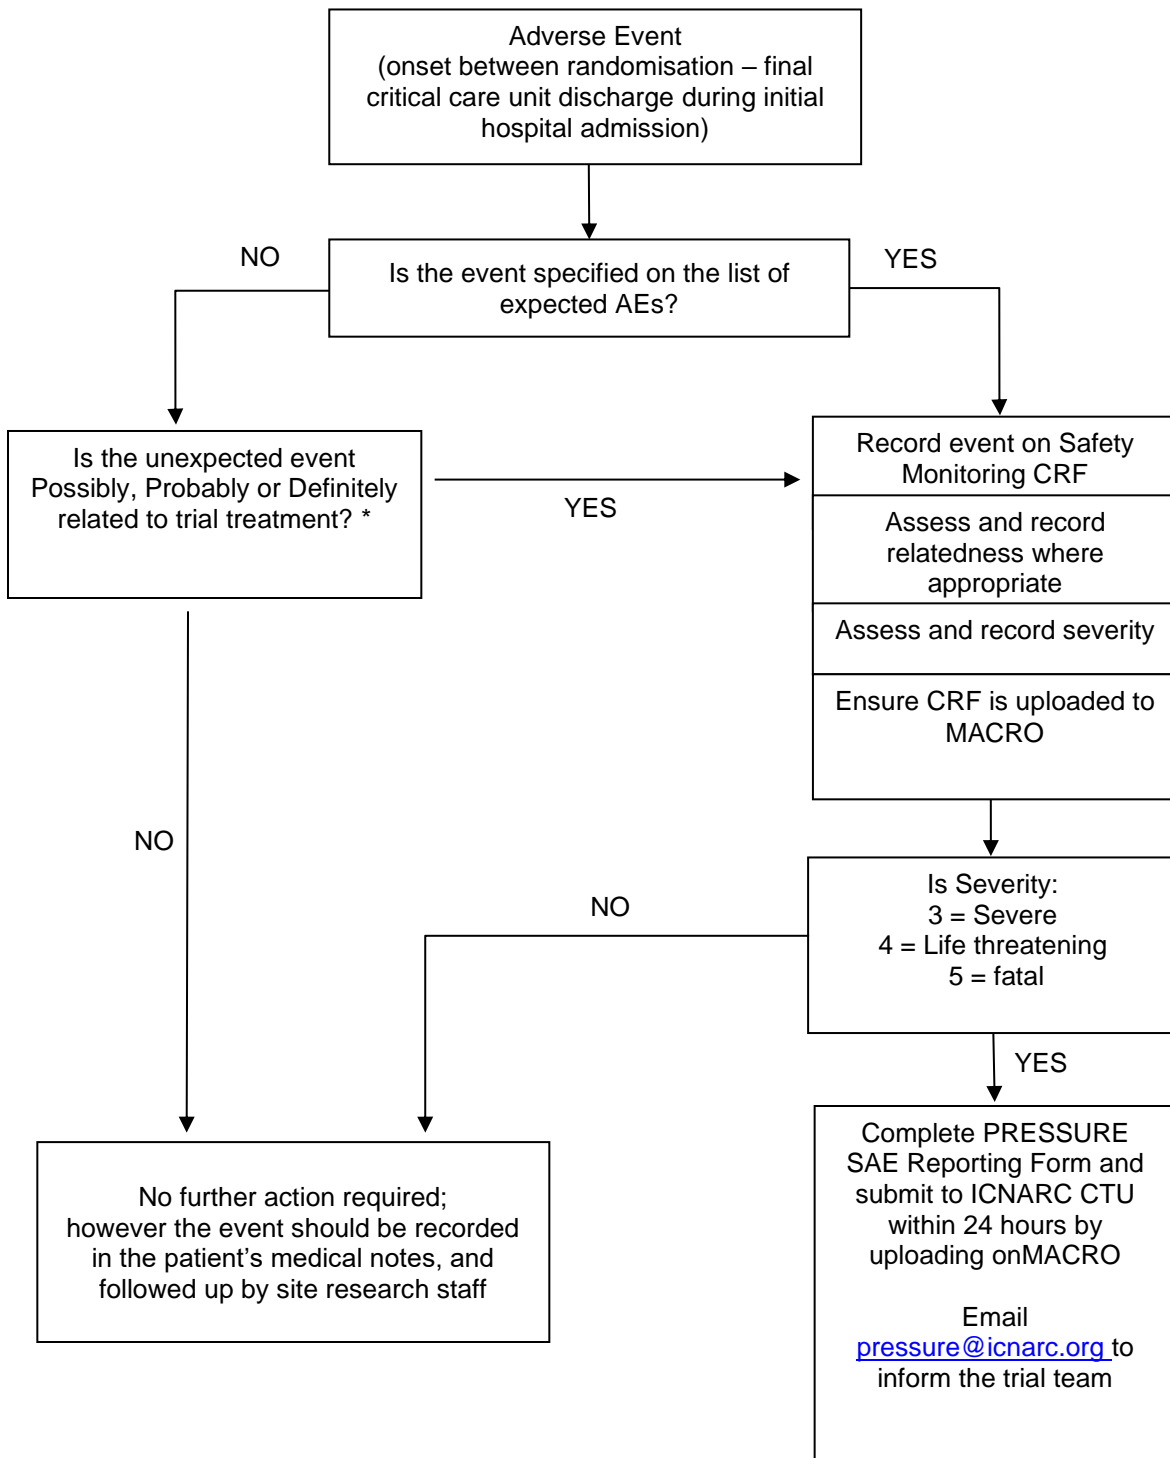 Adverse Event
(onset between randomisation – final
critical care unit discharge during initial
hospital admission)
NO
YES
Is the event specified on the list of
expected AEs?
Is the unexpected event
Possibly, Probably or Definitely
related to trial treatment? *
YES
Record event on Safety
Monitoring CRF
Assess and record
relatedness where
appropriate
Assess and record severity
Ensure CRF is uploaded to
MACRO
NO
NO
Is Severity:
3 = Severe
4 = Life threatening
5 = fatal
YES
No further action required;
however the event should be recorded
in the patient's medical notes, and
followed up by site research staff
Complete PRESSURE
SAE Reporting Form and
submit to ICNARC CTU
within 24 hours by
uploading onMACRO
Email
pressure@icnarc.org to
inform the trial team